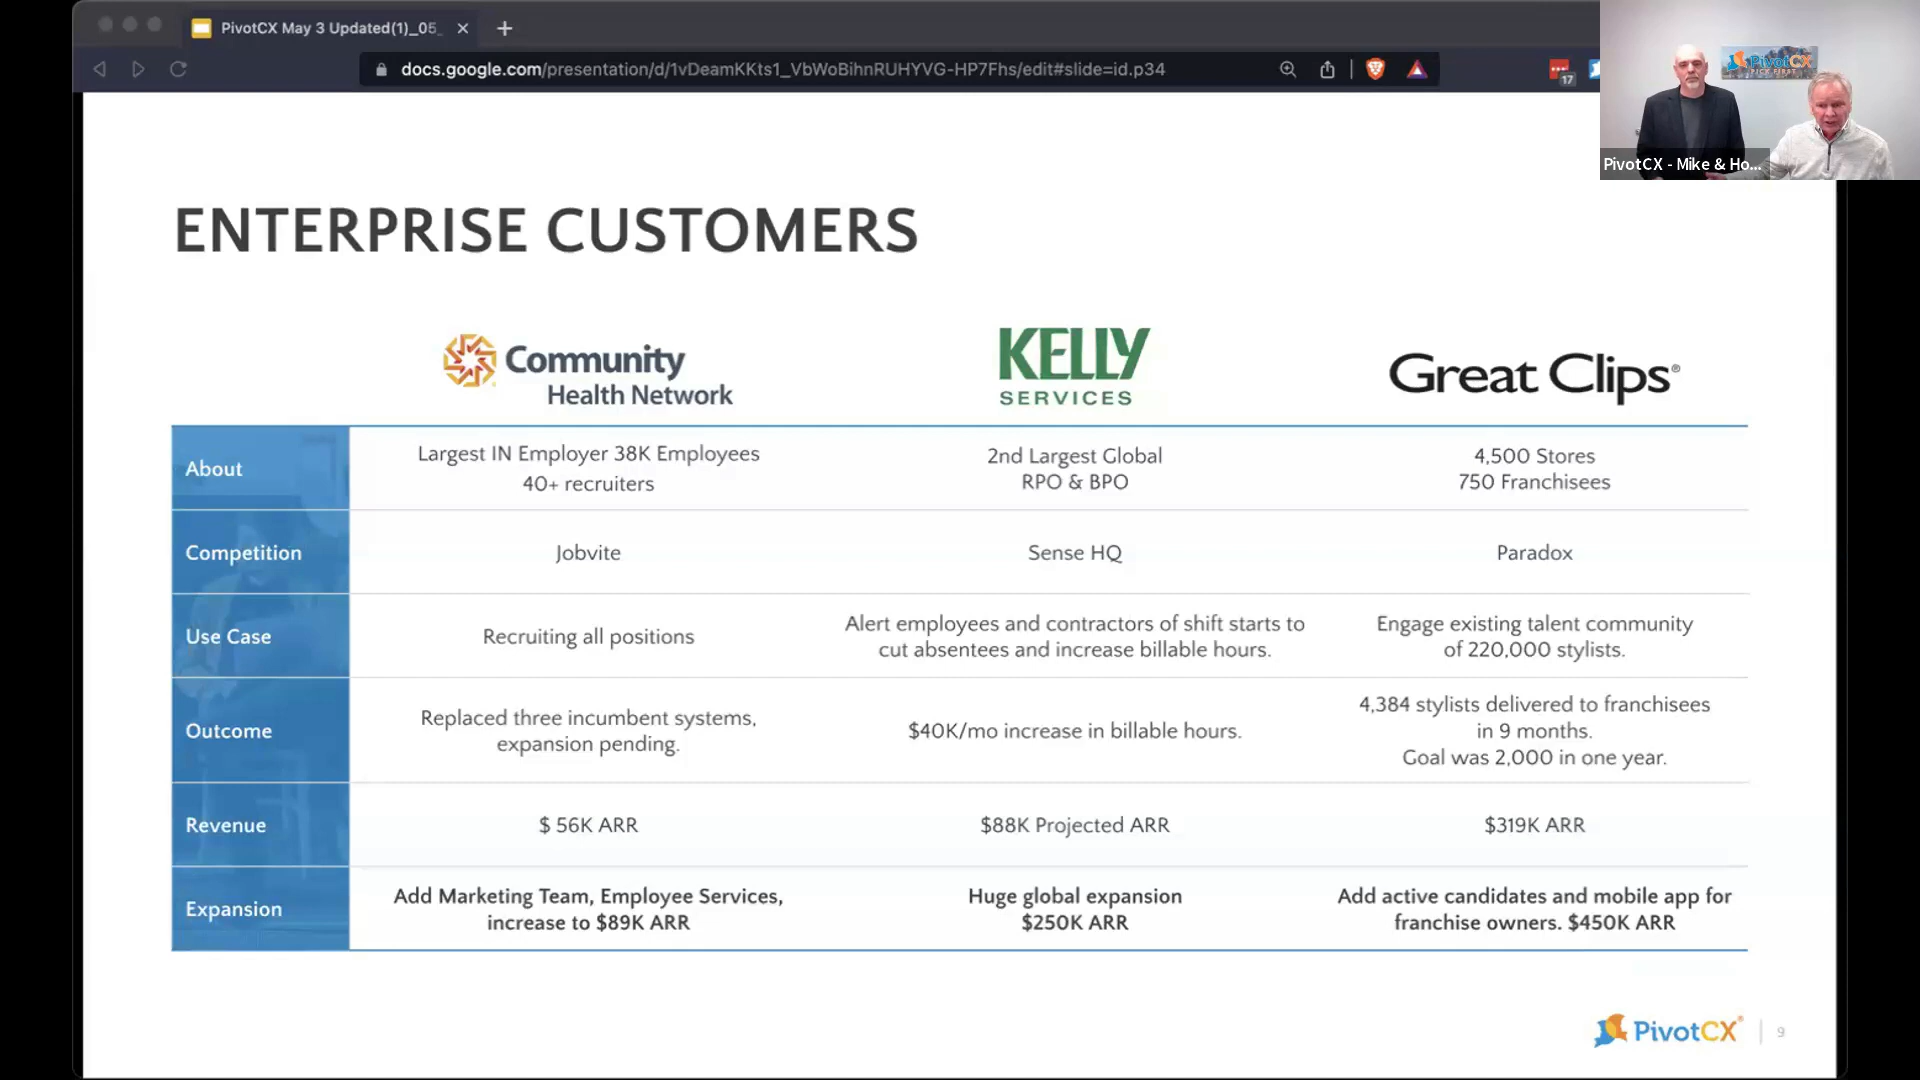 PivotCX May 3 Updated(1)_05_
docs.google.com/presentation/d/1vDeamKKts1_VbWoBihnRUHYVG-HP7Fhs/edit#slide=id.p34
17
PivotCX
PICK FIRST
PivotCX - Mike & Ho...
ENTERPRISE CUSTOMERS
Community
Health Network
KELLY
SERVICES
Great Clips®
About
Largest IN Employer 38K Employees
40+ recruiters
2nd Largest Global
RPO & BPO
4,500 Stores
750 Franchisees
Competition
Jobvite
Sense HQ
Paradox
Use Case
Recruiting all positions
Alert employees and contractors of shift starts to
cut absentees and increase billable hours.
Engage existing talent community
of 220,000 stylists.
Outcome
Replaced three incumbent systems,
expansion pending.
$40K/mo increase in billable hours.
4,384 stylists delivered to franchisees
in 9 months.
Goal was 2,000 in one year.
Revenue
$ 56K ARR
$88K Projected ARR
$319K ARR
Expansion
Add Marketing Team, Employee Services,
increase to $89K ARR
Huge global expansion
$250K ARR
Add active candidates and mobile app for
franchise owners. $450K ARR
PivotCX®
9